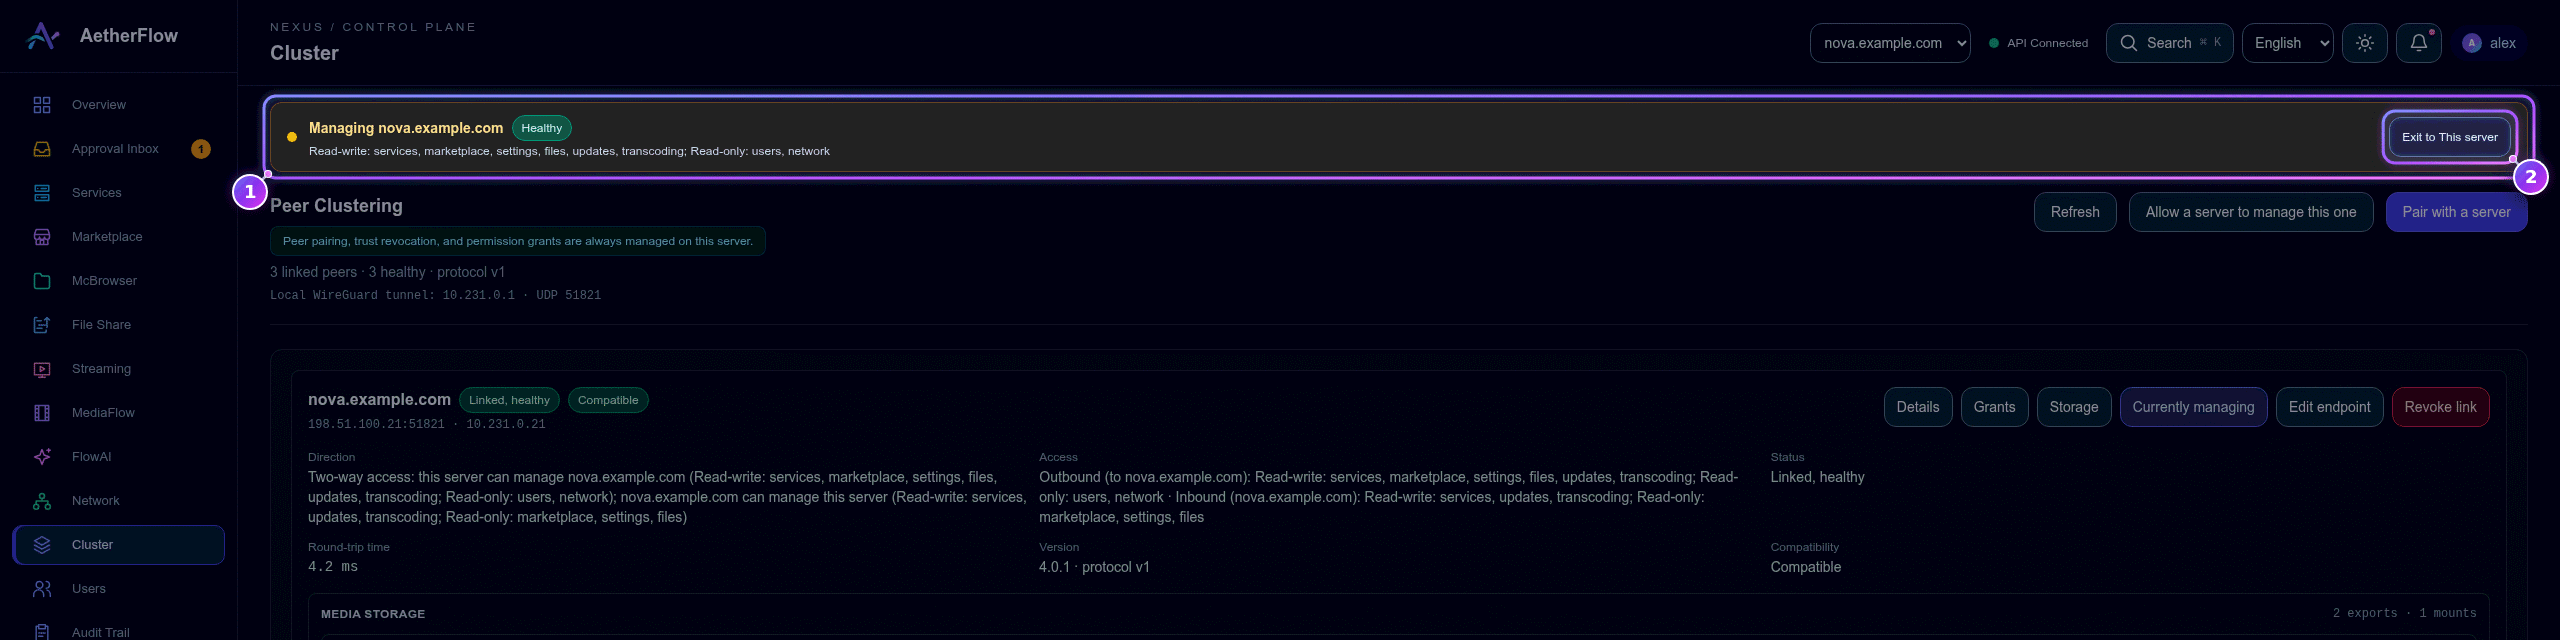 AetherFlow
NEXUS / CONTROL PLANE
Cluster
nova.example.com
API Connected
Search ⌘ K
English
A alex
Overview
Approval Inbox 1
Services
Marketplace
McBrowser
File Share
Streaming
MediaFlow
FlowAI
Network
Cluster
Users
Audit Trail
Managing nova.example.com Healthy
Read-write: services, marketplace, settings, files, updates, transcoding; Read-only: users, network
Exit to This server
1
2
Peer Clustering
Refresh
Allow a server to manage this one
Pair with a server
Peer pairing, trust revocation, and permission grants are always managed on this server.
3 linked peers · 3 healthy · protocol v1
Local WireGuard tunnel: 10.231.0.1 · UDP 51821
nova.example.com Linked, healthy Compatible
198.51.100.21:51821 · 10.231.0.21
Details
Grants
Storage
Currently managing
Edit endpoint
Revoke link
Direction
Two-way access: this server can manage nova.example.com (Read-write: services, marketplace, settings, files,
updates, transcoding; Read-only: users, network); nova.example.com can manage this server (Read-write: services,
updates, transcoding; Read-only: marketplace, settings, files)
Access
Outbound (to nova.example.com): Read-write: services, marketplace, settings, files, updates, transcoding; Read-
only: users, network · Inbound (nova.example.com): Read-write: services, updates, transcoding; Read-only:
marketplace, settings, files
Status
Linked, healthy
Round-trip time
4.2 ms
Version
4.0.1 · protocol v1
Compatibility
Compatible
MEDIA STORAGE
2 exports · 1 mounts